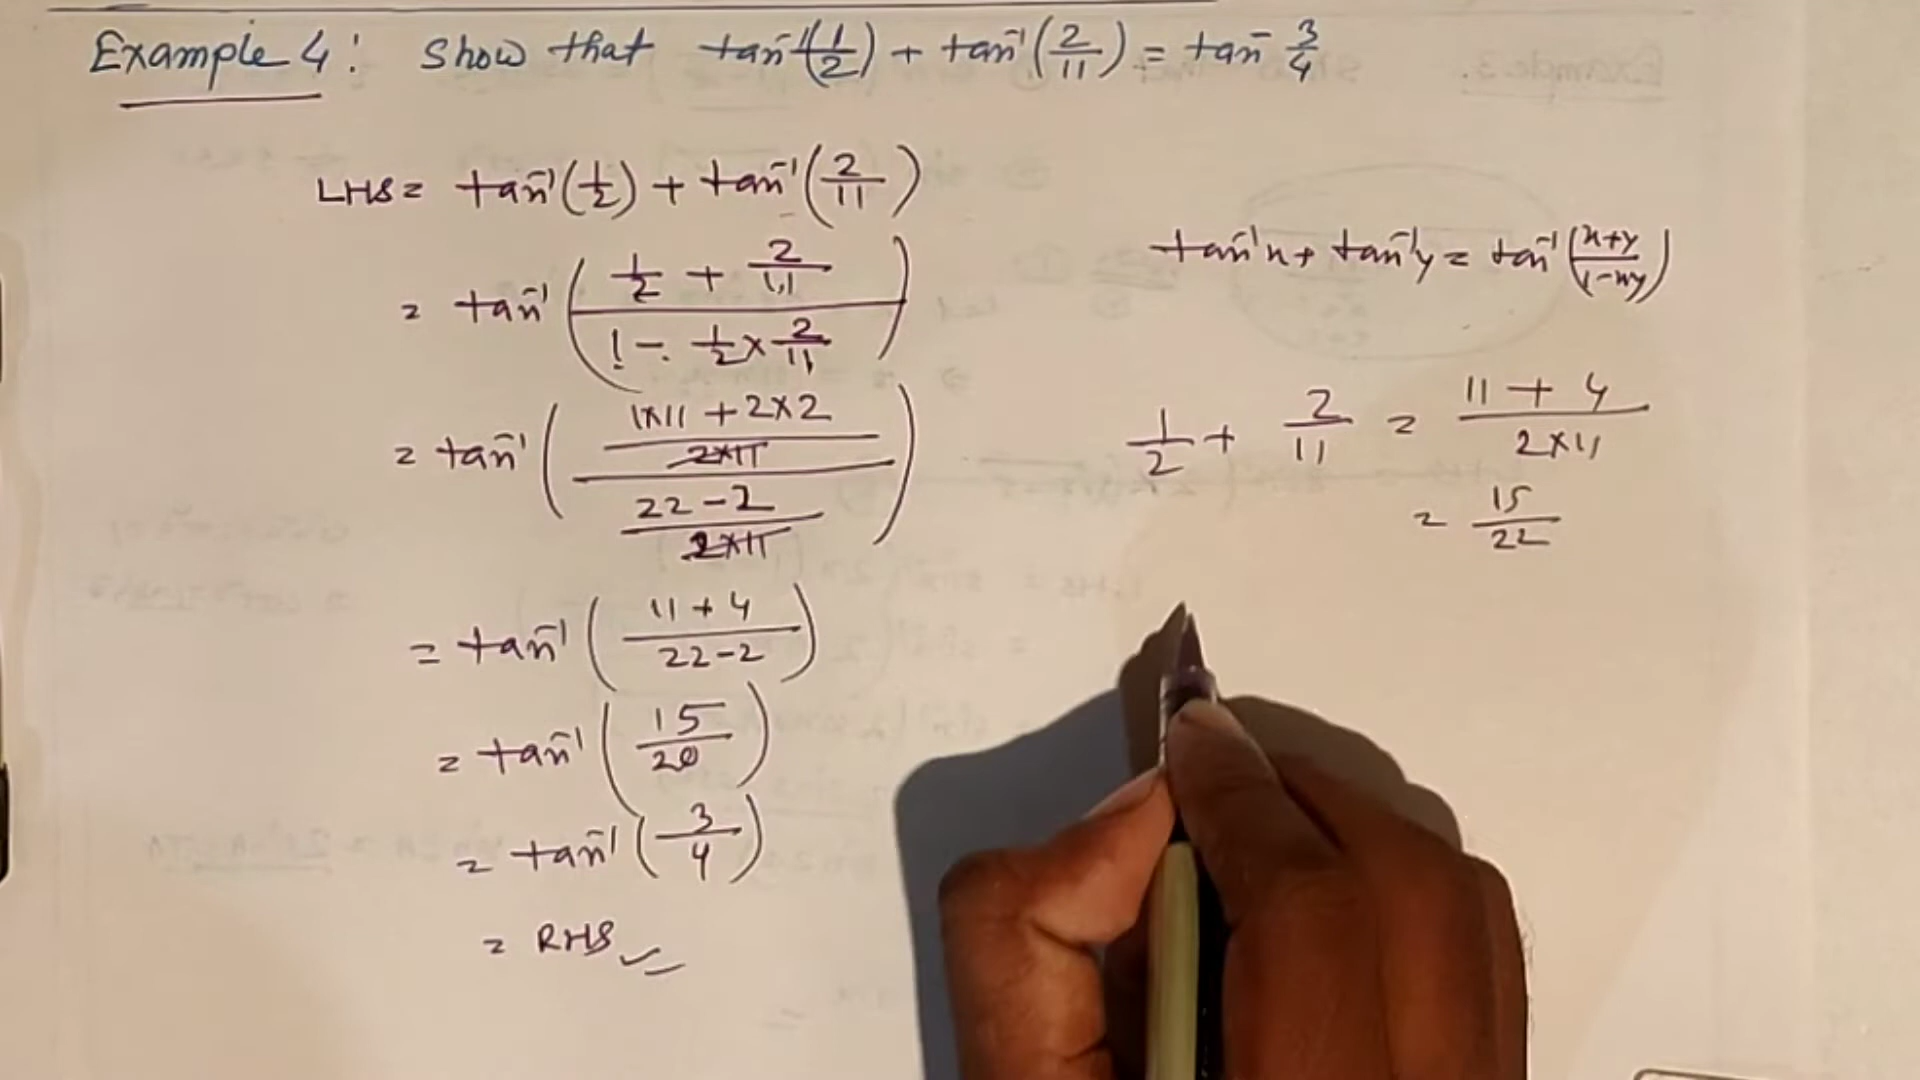 Example 4: Show that tan⁻¹(1/2) + tan⁻¹(2/11) = tan⁻ 3/4
LHS = tan⁻¹(1/2) + tan⁻¹(2/11)
= tan⁻¹((1/2 + 2/11)/(1 - 1/2 × 2/11))
= tan⁻¹(((1×11 + 2×2)/(2×11))/((22 - 2)/(2×11)))
= tan⁻¹((11 + 4)/(22 - 2))
= tan⁻¹(15/20)
= tan⁻¹(3/4)
= RHS
tan⁻¹x + tan⁻¹y = tan⁻¹((x+y)/(1-xy))
1/2 + 2/11 = (11 + 4)/(2×11)
= 15/22